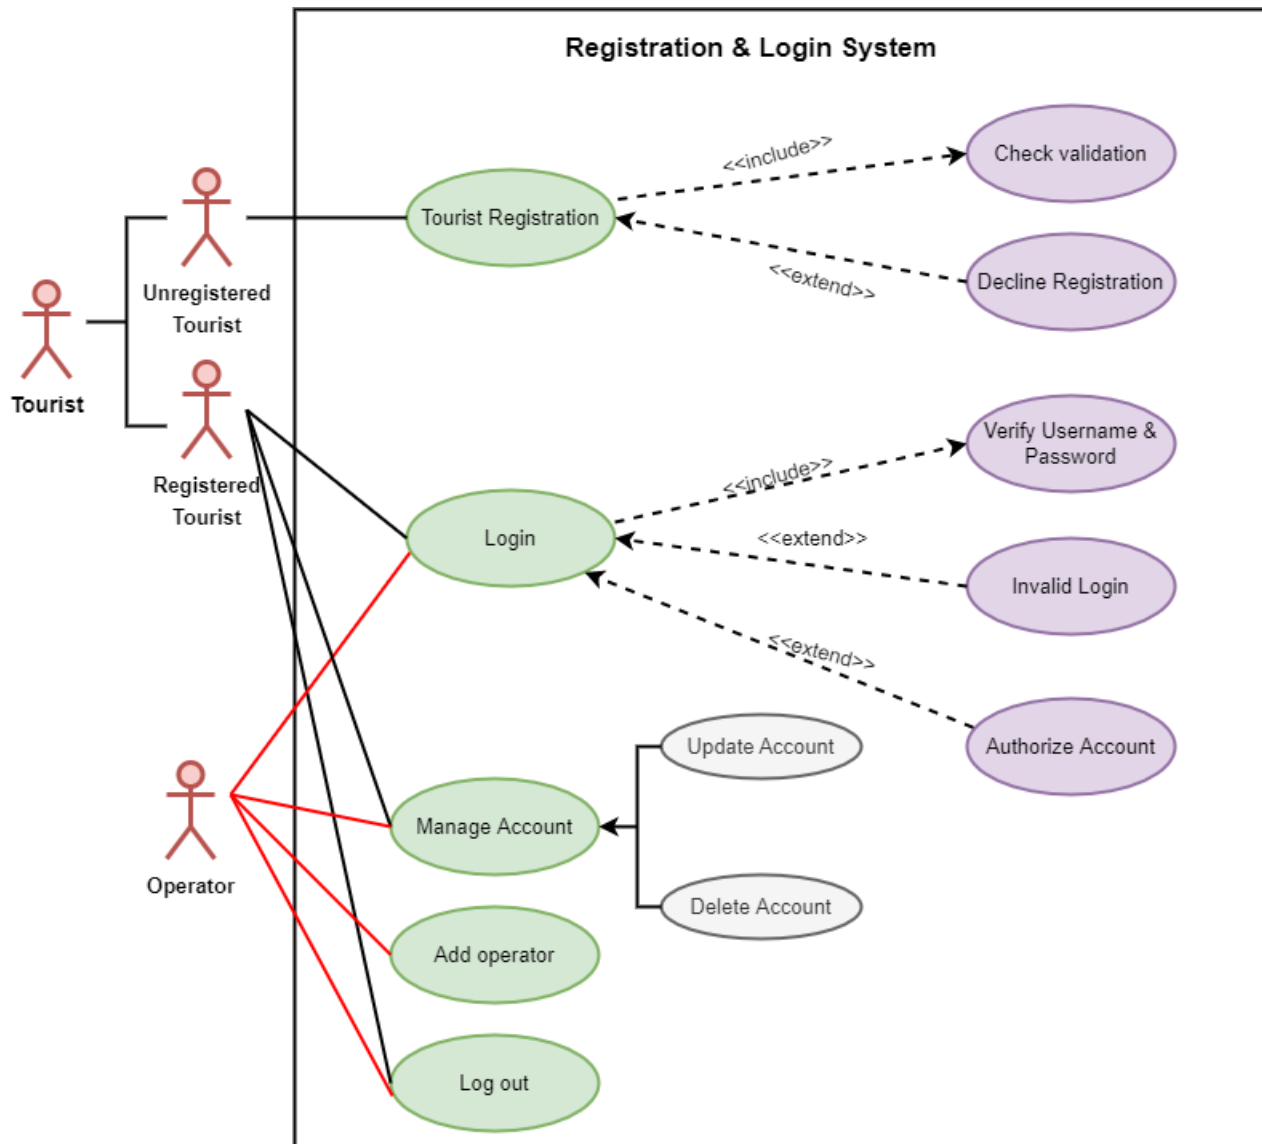 Registration & Login System
<<include>>
Check validation
Tourist Registration
<<extend>>
Decline Registration
Unregistered
Tourist
Tourist
Registered
Tourist
Verify Username &
Password
<<include>>
Login
<<extend>>
Invalid Login
<<extend>>
Authorize Account
Update Account
Manage Account
Operator
Delete Account
Add operator
Log out